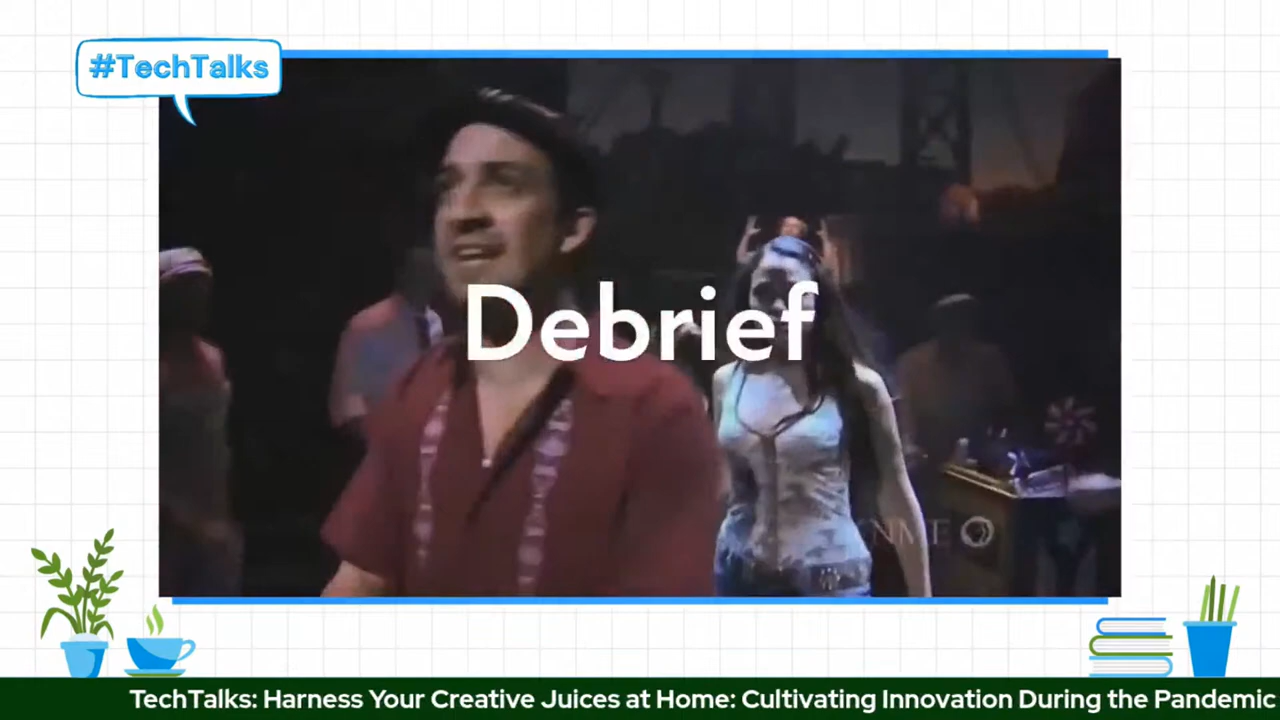 #TechTalks
Debrief
TechTalks: Harness Your Creative Juices at Home: Cultivating Innovation During the Pandemic